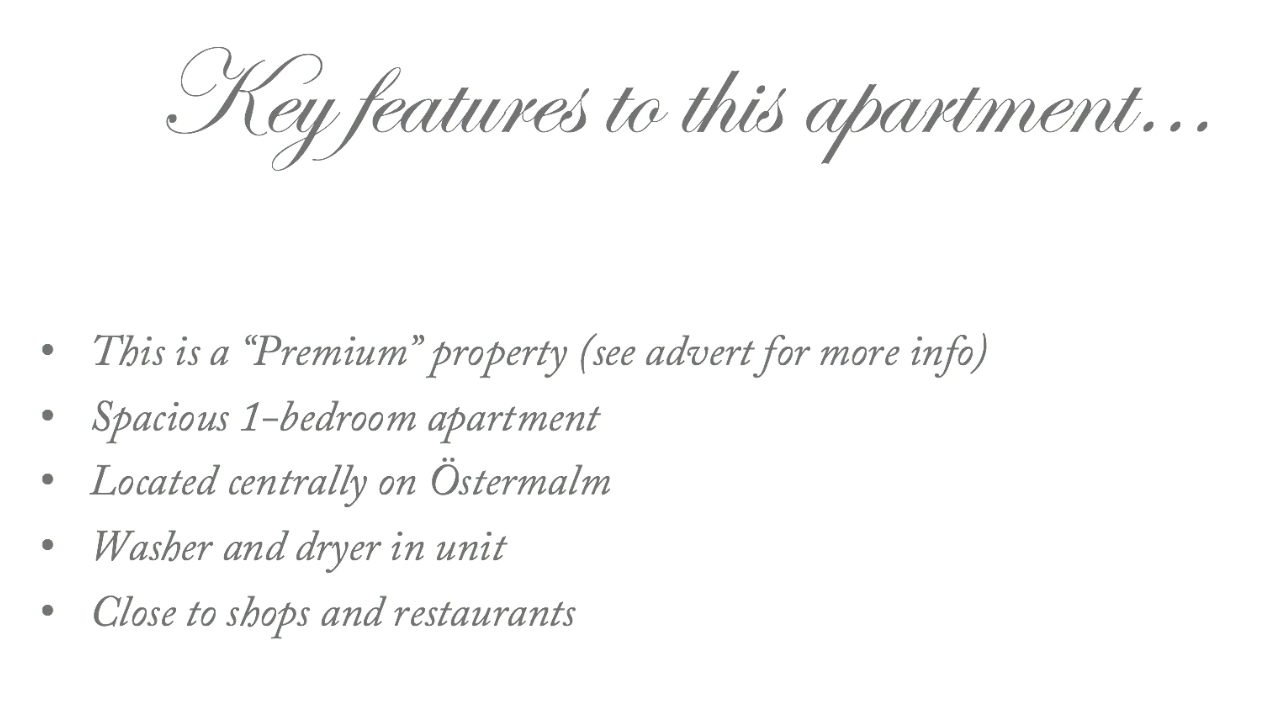 Key features to this apartment...
• This is a “Premium” property (see advert for more info)
• Spacious 1-bedroom apartment
• Located centrally on Östermalm
• Washer and dryer in unit
• Close to shops and restaurants